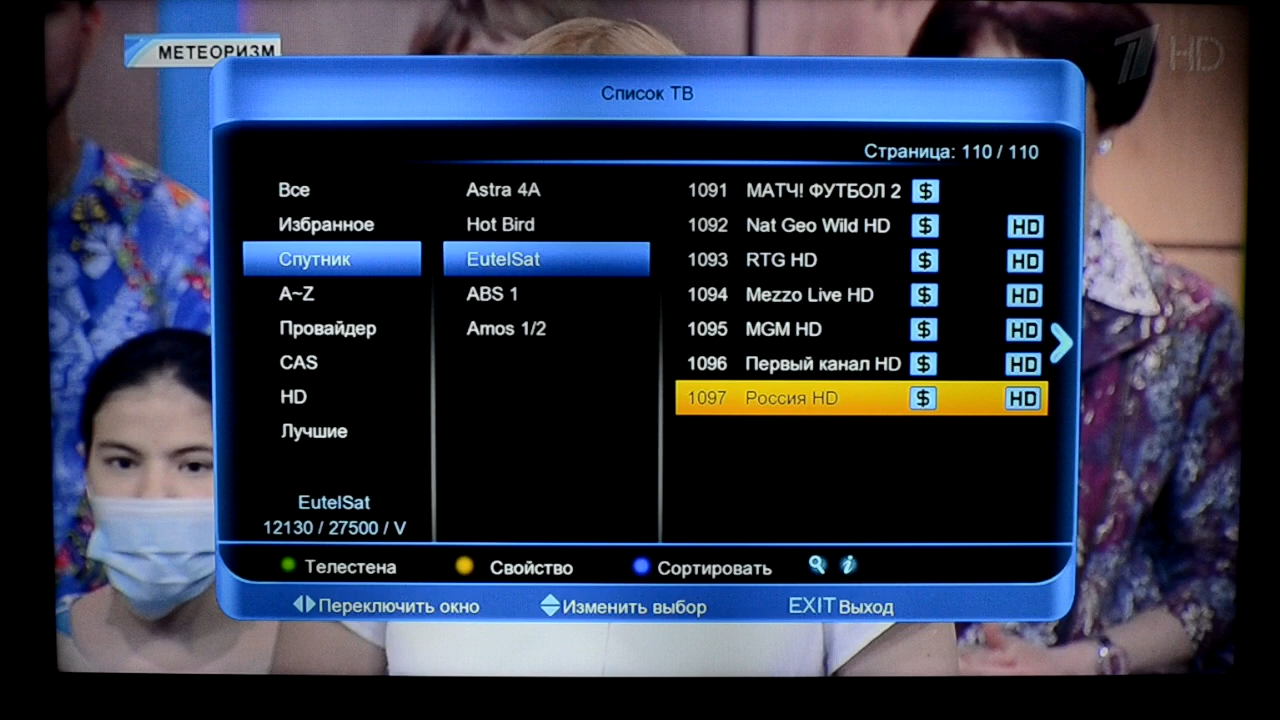 МЕТЕОРИЗМ
HD
Список ТВ
Страница: 110 / 110
Все
Избранное
Спутник
A~Z
Провайдер
CAS
HD
Лучшие
Astra 4A
Hot Bird
EutelSat
ABS 1
Amos 1/2
1091 МАТЧ! ФУТБОЛ 2 $
1092 Nat Geo Wild HD $ HD
1093 RTG HD $ HD
1094 Mezzo Live HD $ HD
1095 MGM HD $ HD
1096 Первый канал HD $ HD
1097 Россия HD $ HD
EutelSat
12130 / 27500 / V
Телестена Свойство Сортировать
Переключить окно Изменить выбор EXIT Выход